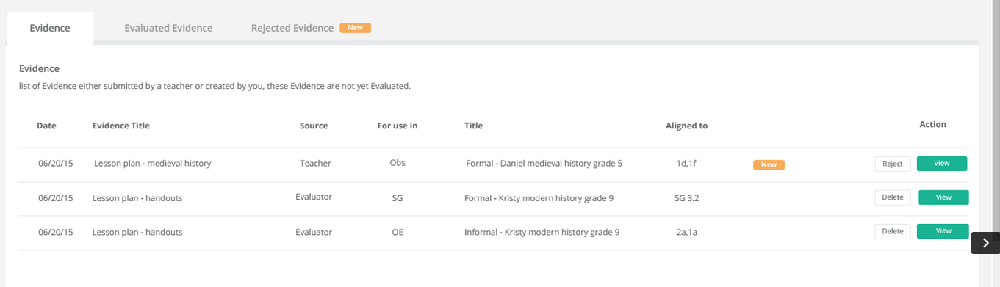 Evidence Evaluated Evidence Rejected Evidence New
Evidence
list of Evidence either submitted by a teacher or created by you, these Evidence are not yet Evaluated.
Date Evidence Title Source For use in Title Aligned to Action
06/20/15 Lesson plan - medieval history Teacher Obs Formal - Daniel medieval history grade 5 1d,1f New Reject View
06/20/15 Lesson plan - handouts Evaluator SG Formal - Kristy modern history grade 9 SG 3.2 Delete View
06/20/15 Lesson plan - handouts Evaluator OE Informal - Kristy modern history grade 9 2a,1a Delete View